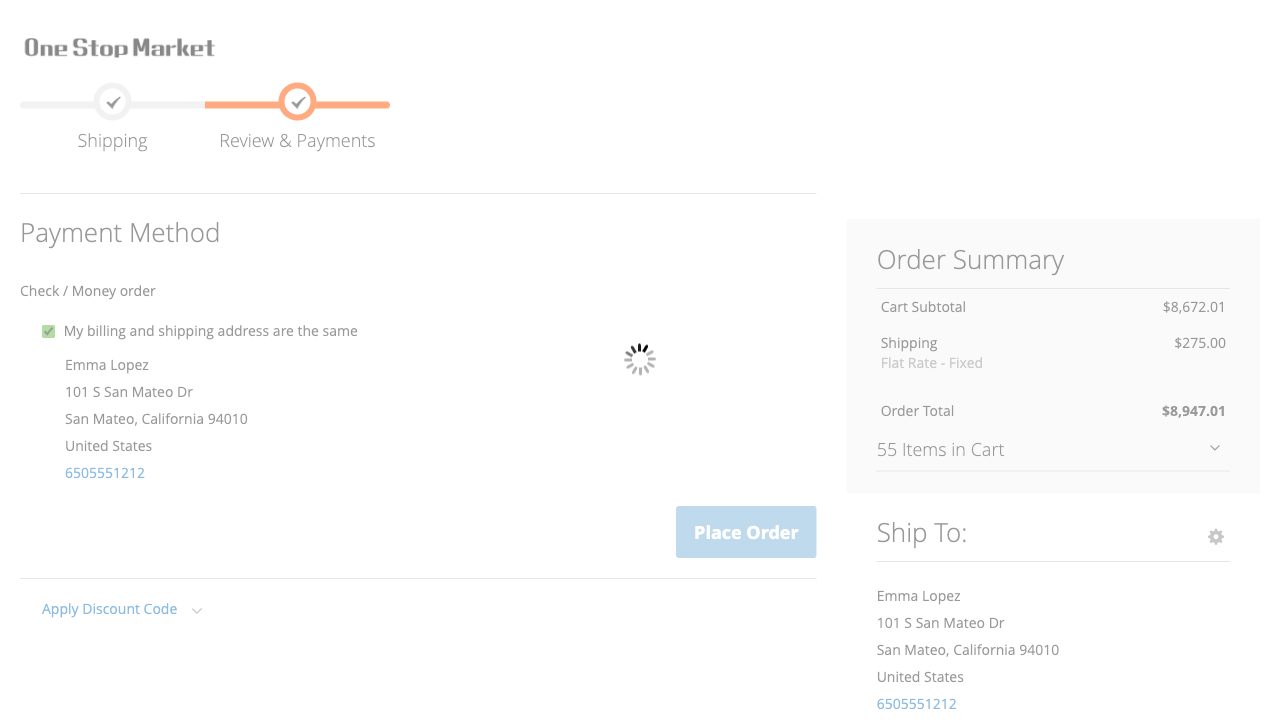 One Stop Market
Shipping
Review & Payments
Payment Method
Check / Money order
My billing and shipping address are the same
Emma Lopez
101 S San Mateo Dr
San Mateo, California 94010
United States
6505551212
Place Order
Apply Discount Code
Order Summary
Cart Subtotal $8,672.01
Shipping $275.00
Flat Rate - Fixed
Order Total $8,947.01
55 Items in Cart
Ship To:
Emma Lopez
101 S San Mateo Dr
San Mateo, California 94010
United States
6505551212